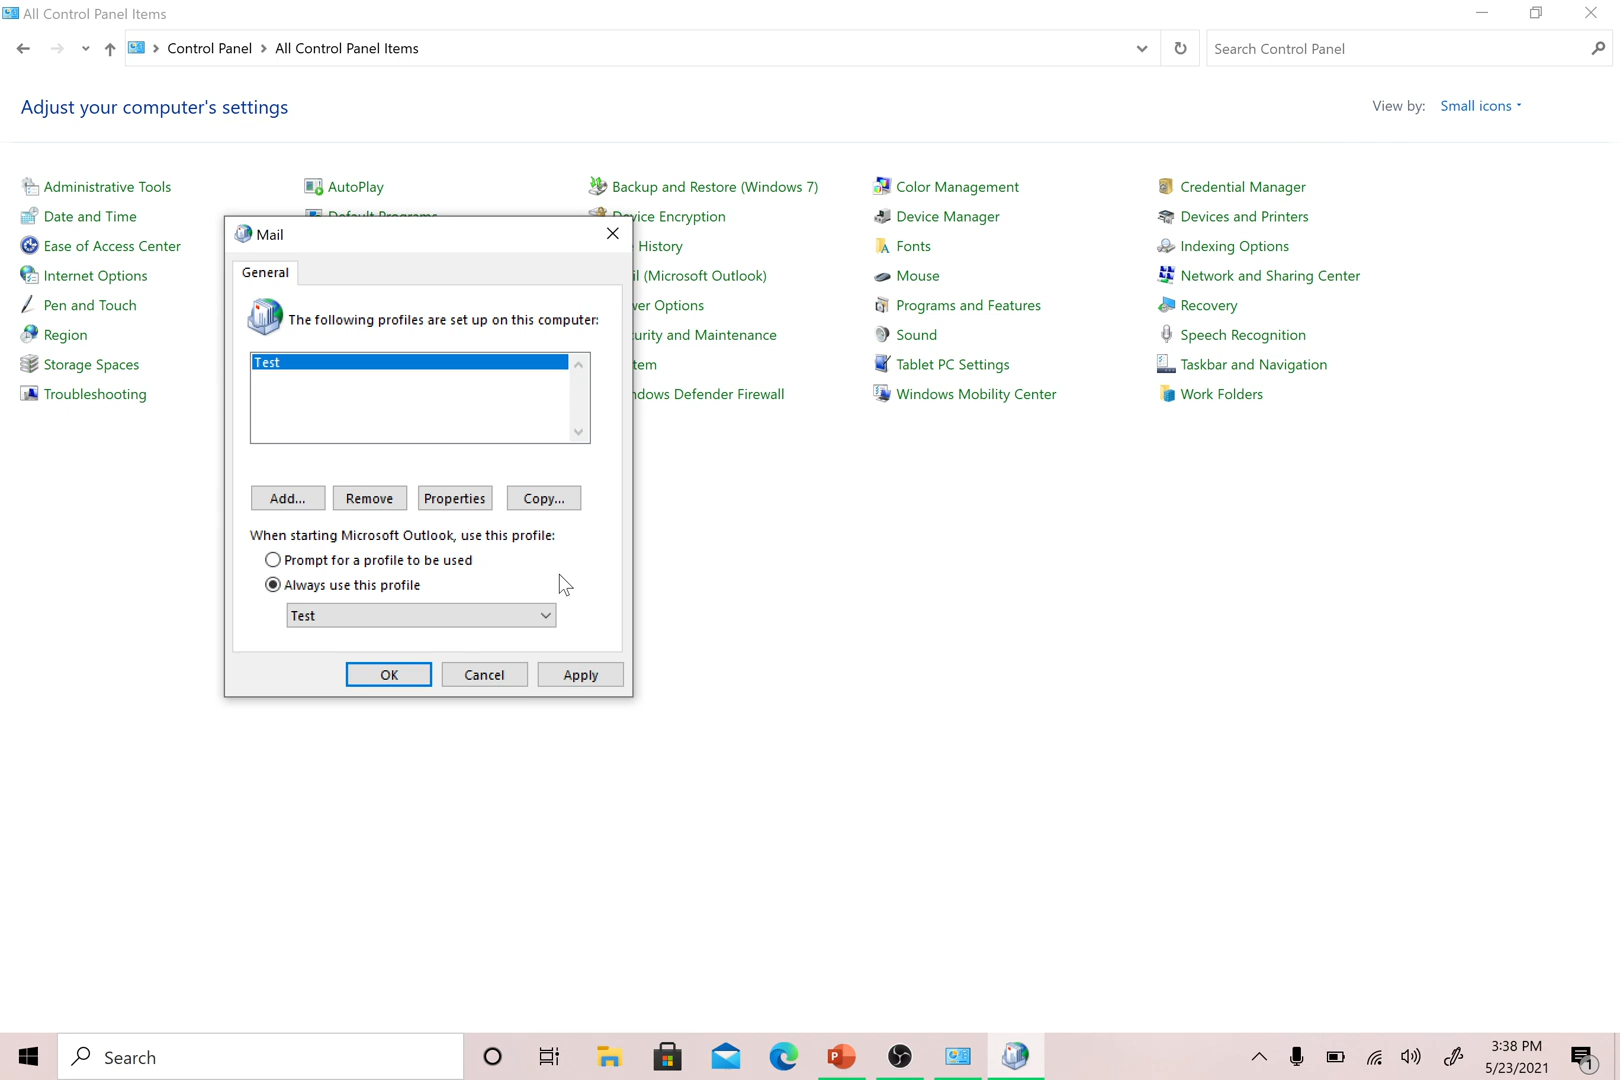 All Control Panel Items
Control Panel > All Control Panel Items
Search Control Panel
Adjust your computer's settings
View by: Small icons
Administrative Tools
AutoPlay
Backup and Restore (Windows 7)
Color Management
Credential Manager
Date and Time
Default Programs
Device Encryption
Device Manager
Devices and Printers
Ease of Access Center
History
Fonts
Indexing Options
Internet Options
il (Microsoft Outlook)
Mouse
Network and Sharing Center
Pen and Touch
wer Options
Programs and Features
Recovery
Region
urity and Maintenance
Sound
Speech Recognition
Storage Spaces
tem
Tablet PC Settings
Taskbar and Navigation
Troubleshooting
ndows Defender Firewall
Windows Mobility Center
Work Folders
Mail
General
The following profiles are set up on this computer:
Test
Add...
Remove
Properties
Copy...
When starting Microsoft Outlook, use this profile:
Prompt for a profile to be used
Always use this profile
Test
OK
Cancel
Apply
Search
3:38 PM
5/23/2021
1